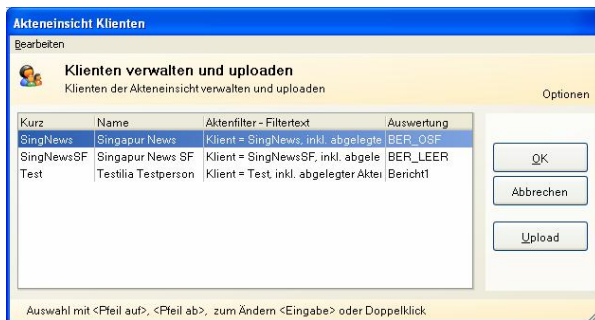 Akteneinsicht Klienten
Bearbeiten
Klienten verwalten und uploaden
Klienten der Akteneinsicht verwalten und uploaden
Optionen
Kurz Name Aktenfilter - Filtertext Auswertung
SingNews Singapur News Klient = SingNews, inkl. abgelegte BER_OSF
SingNewsSF Singapur News SF Klient = SingNewsSF, inkl. abgele BER_LEER
Test Testilia Testperson Klient = Test, inkl. abgelegter Akter Bericht1
OK
Abbrechen
Upload
Auswahl mit <Pfeil auf>, <Pfeil ab>, zum Ändern <Eingabe> oder Doppelklick